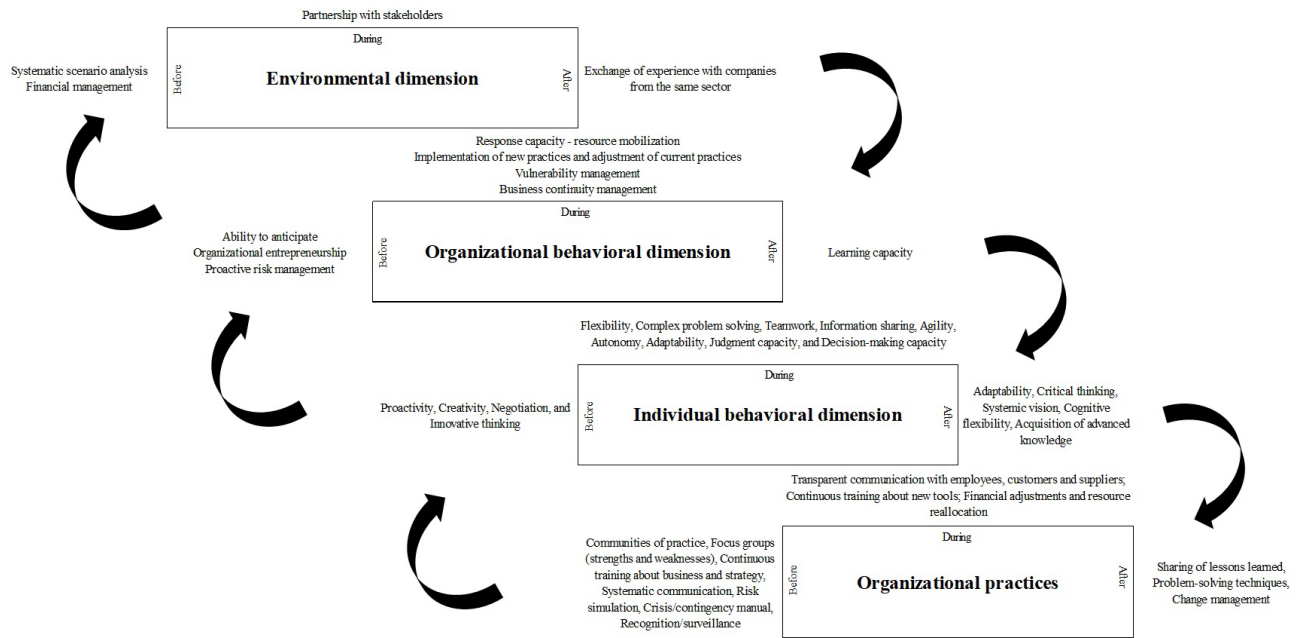 Partnership with stakeholders
During
Systematic scenario analysis
Financial management
Before
Environmental dimension
After
Exchange of experience with companies
from the same sector
Response capacity - resource mobilization
Implementation of new practices and adjustment of current practices
Vulnerability management
Business continuity management
During
Ability to anticipate
Organizational entrepreneurship
Proactive risk management
Before
Organizational behavioral dimension
After
Learning capacity
Flexibility, Complex problem solving, Teamwork, Information sharing, Agility,
Autonomy, Adaptability, Judgment capacity, and Decision-making capacity
During
Proactivity, Creativity, Negotiation, and
Innovative thinking
Before
Individual behavioral dimension
After
Adaptability, Critical thinking,
Systemic vision, Cognitive
flexibility, Acquisition of advanced
knowledge
Transparent communication with employees, customers and suppliers;
Continuous training about new tools; Financial adjustments and resource
reallocation
During
Communities of practice, Focus groups
(strengths and weaknesses), Continuous
training about business and strategy,
Systematic communication, Risk
simulation, Crisis/contingency manual,
Recognition/surveillance
Before
Organizational practices
After
Sharing of lessons learned,
Problem-solving techniques,
Change management